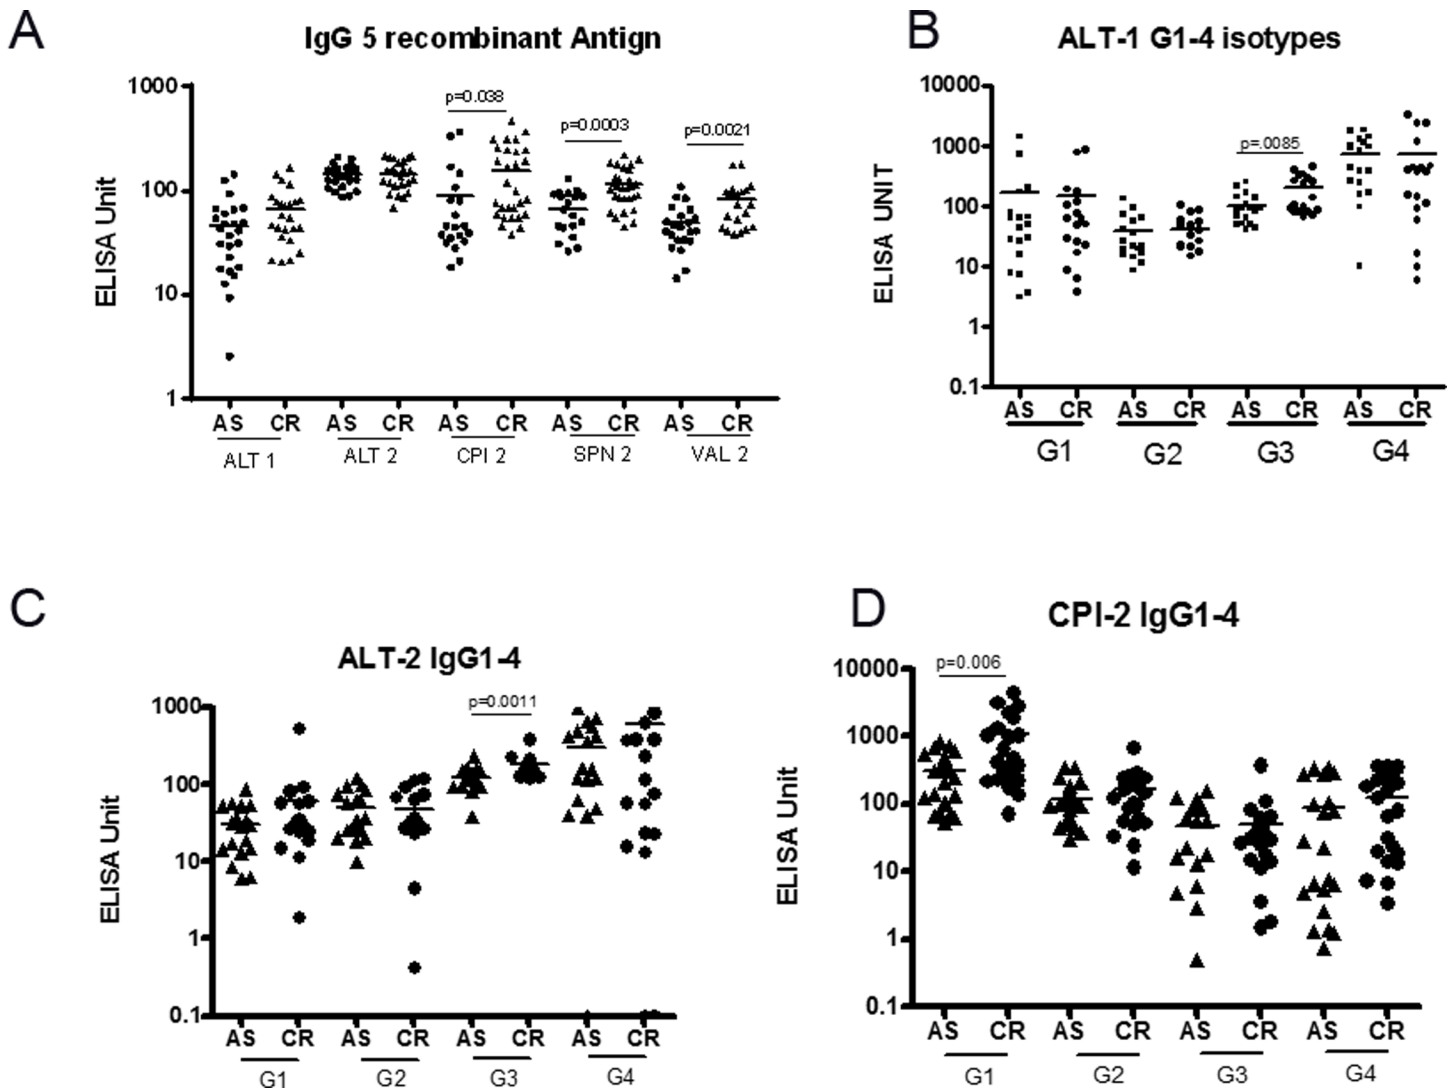 A
IgG 5 recombinant Antign
1000
100
10
1
ELISA Unit
p=0.038
p=0.0003
p=0.0021
AS CR AS CR AS CR AS CR AS CR
ALT 1 ALT 2 CPI 2 SPN 2 VAL 2
B
ALT-1 G1-4 isotypes
10000
1000
100
10
1
0.1
ELISA UNIT
p=.0085
AS CR AS CR AS CR AS CR
G1 G2 G3 G4
C
ALT-2 IgG1-4
1000
100
10
1
0.1
ELISA Unit
p=0.0011
AS CR AS CR AS CR AS CR
G1 G2 G3 G4
D
CPI-2 IgG1-4
10000
1000
100
10
1
0.1
ELISA Unit
p=0.006
AS CR AS CR AS CR AS CR
G1 G2 G3 G4